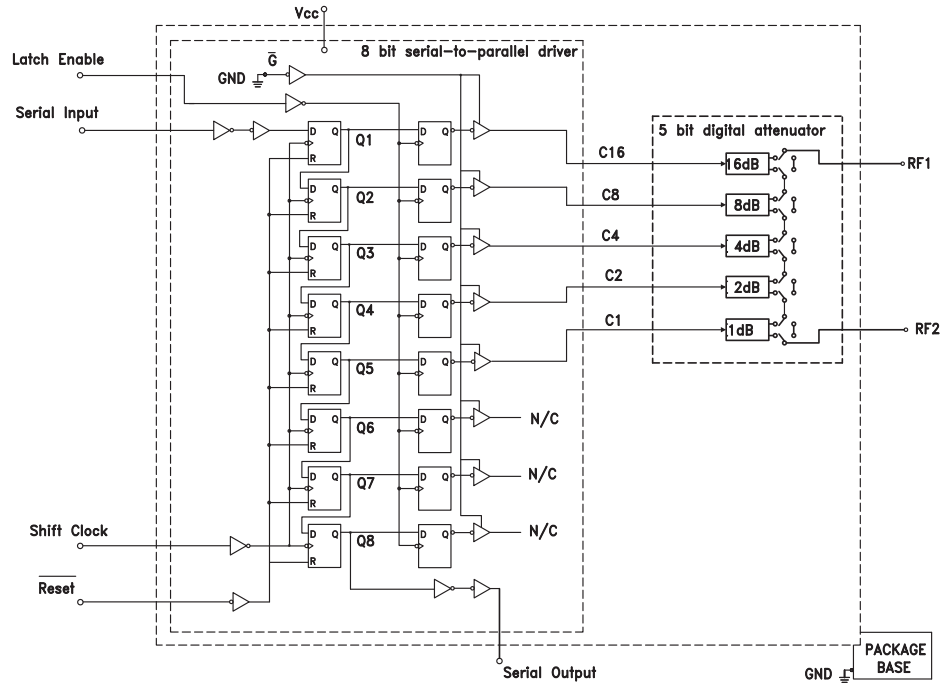 Vcc
8 bit serial-to-parallel driver
Latch Enable
G
GND
Serial Input
D Q
R
Q1
D Q
C16
5 bit digital attenuator
16dB
RF1
D Q
R
Q2
D Q
C8
8dB
D Q
R
Q3
D Q
C4
4dB
D Q
R
Q4
D Q
C2
2dB
D Q
R
Q5
D Q
C1
1dB
RF2
D Q
R
Q6
D Q
N/C
D Q
R
Q7
D Q
N/C
Shift Clock
D Q
R
Q8
D Q
N/C
Reset
Serial Output
GND
PACKAGE
BASE